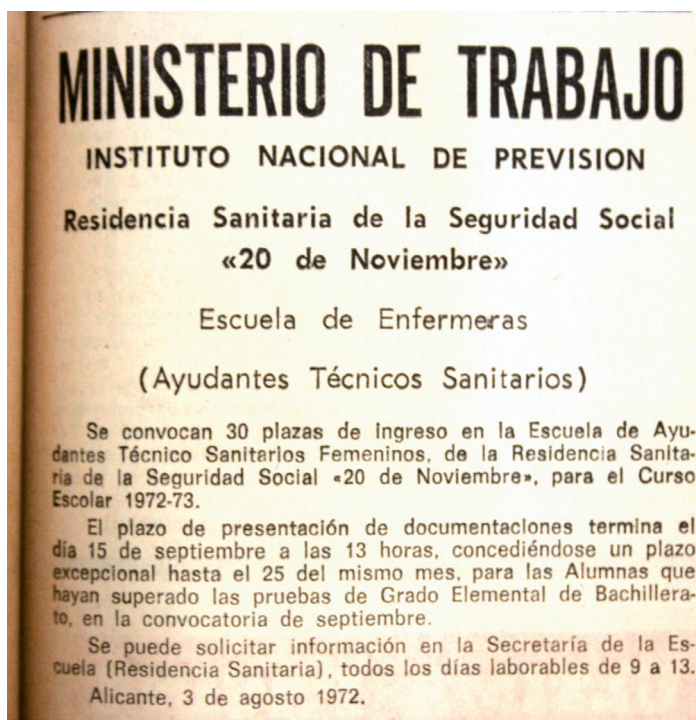 MINISTERIO DE TRABAJO
INSTITUTO NACIONAL DE PREVISION
Residencia Sanitaria de la Seguridad Social
«20 de Noviembre»
Escuela de Enfermeras
(Ayudantes Técnicos Sanitarios)
Se convocan 30 plazas de ingreso en la Escuela de Ayu-
dantes Técnico Sanitarios Femeninos, de la Residencia Sanita-
ria de la Seguridad Social «20 de Noviembre», para el Curso
Escolar 1972-73.
El plazo de presentación de documentaciones termina el
día 15 de septiembre a las 13 horas, concediéndose un plazo
excepcional hasta el 25 del mismo mes, para las Alumnas que
hayan superado las pruebas de Grado Elemental de Bachillera-
to, en la convocatoria de septiembre.
Se puede solicitar información en la Secretaría de la Es-
cuela (Residencia Sanitaria), todos los días laborables de 9 a 13.
Alicante, 3 de agosto 1972.